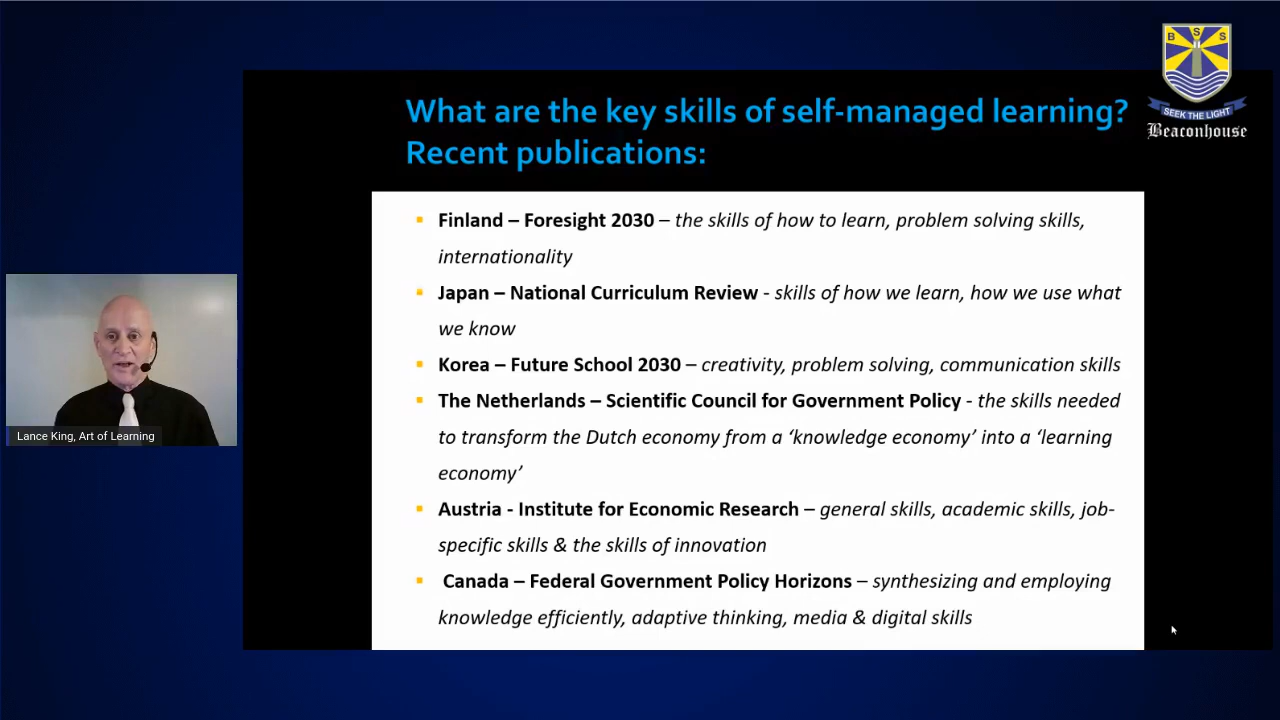 What are the key skills of self-managed learning?
Recent publications:
B S S
SEEK THE LIGHT
Beaconhouse
Finland – Foresight 2030 – the skills of how to learn, problem solving skills,
internationality
Japan – National Curriculum Review - skills of how we learn, how we use what
we know
Korea – Future School 2030 – creativity, problem solving, communication skills
The Netherlands – Scientific Council for Government Policy - the skills needed
to transform the Dutch economy from a ‘knowledge economy’ into a ‘learning
economy’
Austria - Institute for Economic Research – general skills, academic skills, job-
specific skills & the skills of innovation
Canada – Federal Government Policy Horizons – synthesizing and employing
knowledge efficiently, adaptive thinking, media & digital skills
Lance King, Art of Learning